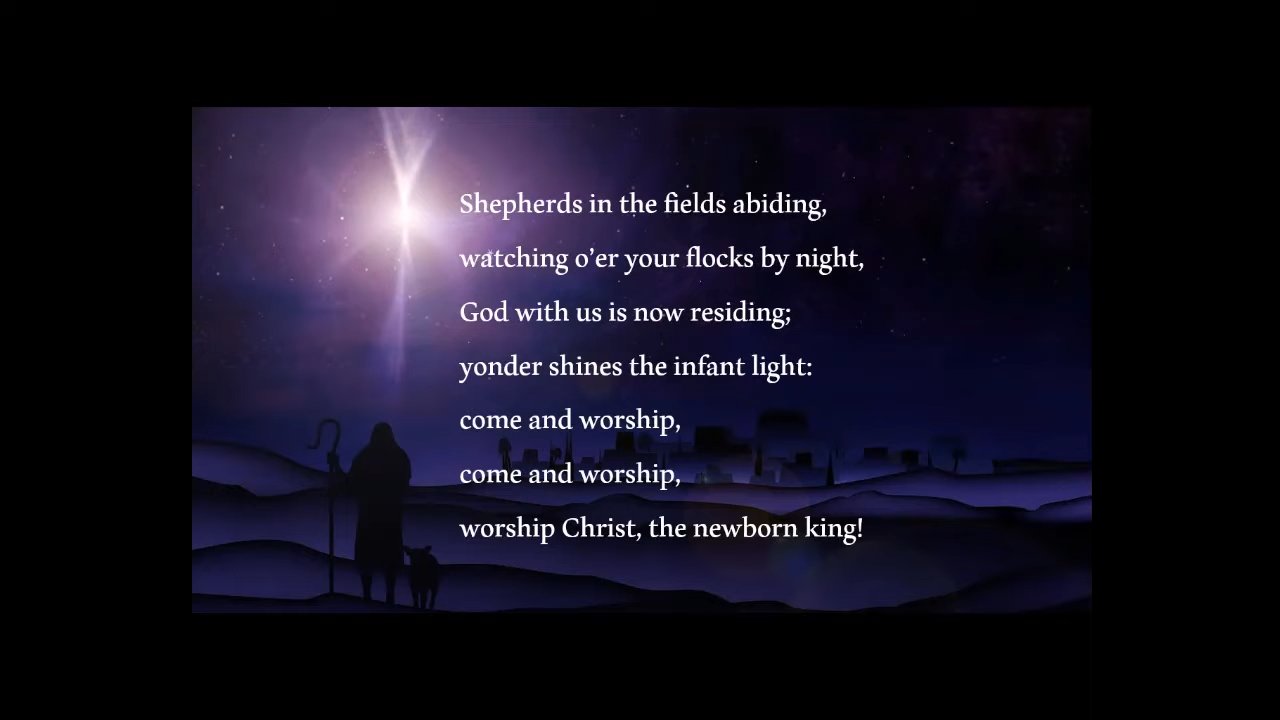 Shepherds in the fields abiding,
watching o’er your flocks by night,
God with us is now residing;
yonder shines the infant light:
come and worship,
come and worship,
worship Christ, the newborn king!